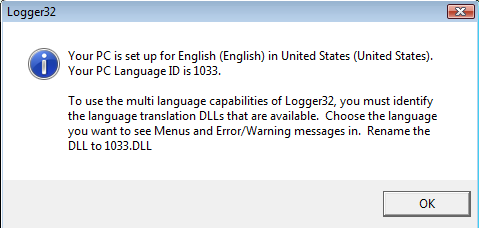 Logger32
Your PC is set up for English (English) in United States (United States).
Your PC Language ID is 1033.
To use the multi language capabilities of Logger32, you must identify
the language translation DLLs that are available.  Choose the language
you want to see Menus and Error/Warning messages in.  Rename the
DLL to 1033.DLL
OK